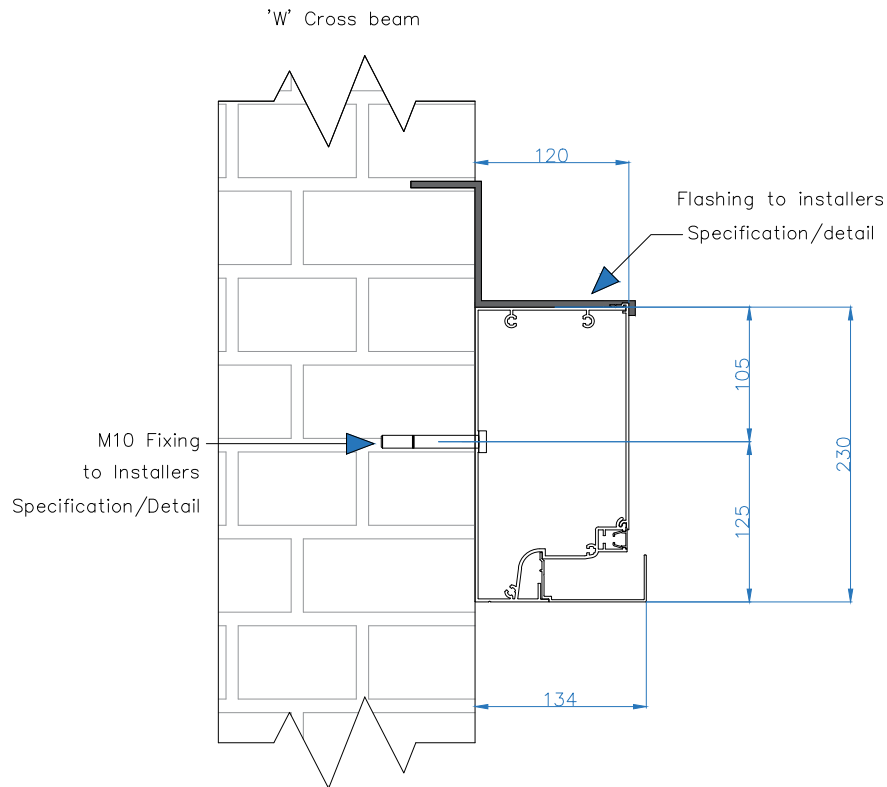 'W' Cross beam
120
Flashing to installers
Specification/detail
105
M10 Fixing
to Installers
Specification/Detail
230
125
134